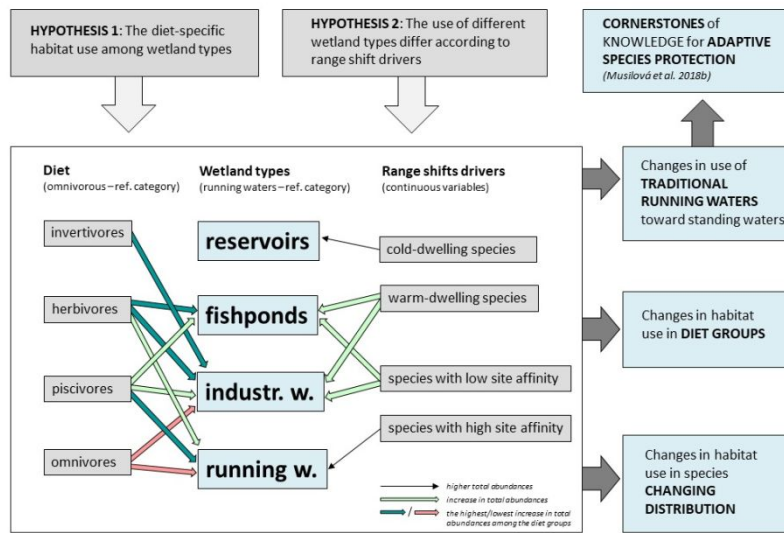 HYPOTHESIS 1: The diet-specific
habitat use among wetland types
HYPOTHESIS 2: The use of different
wetland types differ according to
range shift drivers
CORNERSTONES of
KNOWLEDGE for ADAPTIVE
SPECIES PROTECTION
(Musilová et al. 2018b)
Diet
(omnivorous – ref. category)
Wetland types
(running waters – ref. category)
Range shifts drivers
(continuous variables)
invertivores
herbivores
piscivores
omnivores
reservoirs
fishponds
industr. w.
running w.
cold-dwelling species
warm-dwelling species
species with low site affinity
species with high site affinity
higher total abundances
increase in total abundances
/ the highest/lowest increase in total
abundances among the diet groups
Changes in use of
TRADITIONAL
RUNNING WATERS
toward standing waters
Changes in habitat
use in DIET GROUPS
Changes in habitat
use in species
CHANGING
DISTRIBUTION